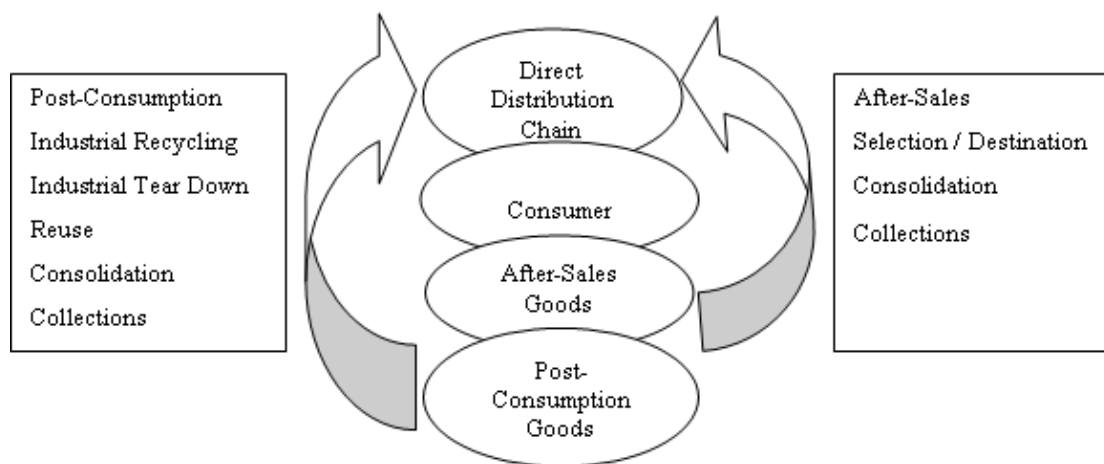 Post-Consumption
Industrial Recycling
Industrial Tear Down
Reuse
Consolidation
Collections
Direct
Distribution
Chain
Consumer
After-Sales
Goods
Post-
Consumption
Goods
After-Sales
Selection / Destination
Consolidation
Collections